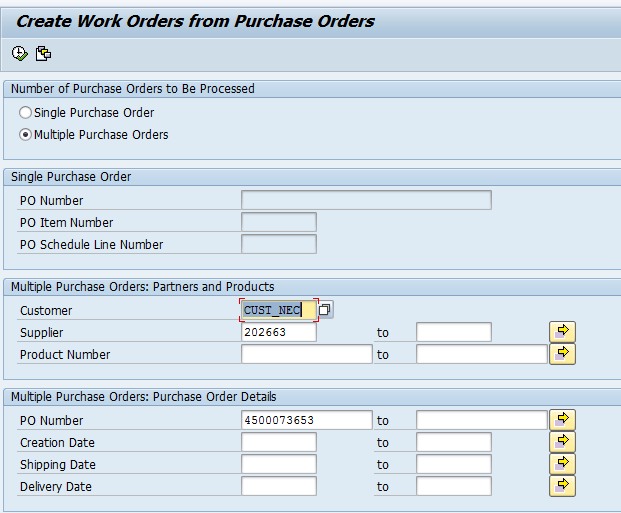 Create Work Orders from Purchase Orders
Number of Purchase Orders to Be Processed
Single Purchase Order
Multiple Purchase Orders
Single Purchase Order
PO Number
PO Item Number
PO Schedule Line Number
Multiple Purchase Orders: Partners and Products
Customer CUST_NEC
Supplier 202663 to
Product Number to
Multiple Purchase Orders: Purchase Order Details
PO Number 4500073653 to
Creation Date to
Shipping Date to
Delivery Date to